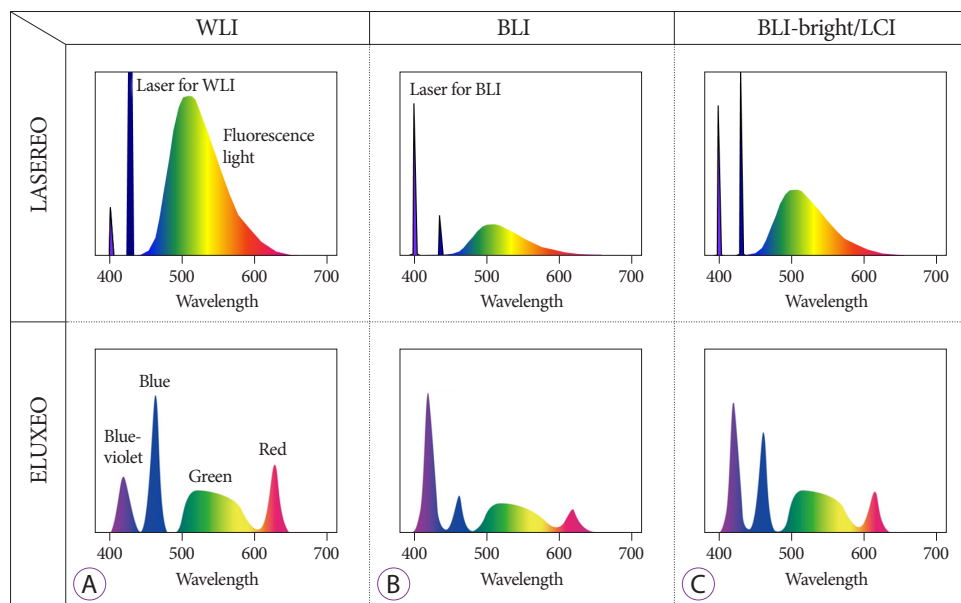 WLI
BLI
BLI-bright/LCI
LASEREO
Laser for WLI
Fluorescence
light
400 500 600 700
Wavelength
Laser for BLI
400 500 600 700
Wavelength
400 500 600 700
Wavelength
ELUXEO
Blue-
violet
Blue
Green
Red
400 500 600 700
Wavelength
A
400 500 600 700
Wavelength
B
400 500 600 700
Wavelength
C